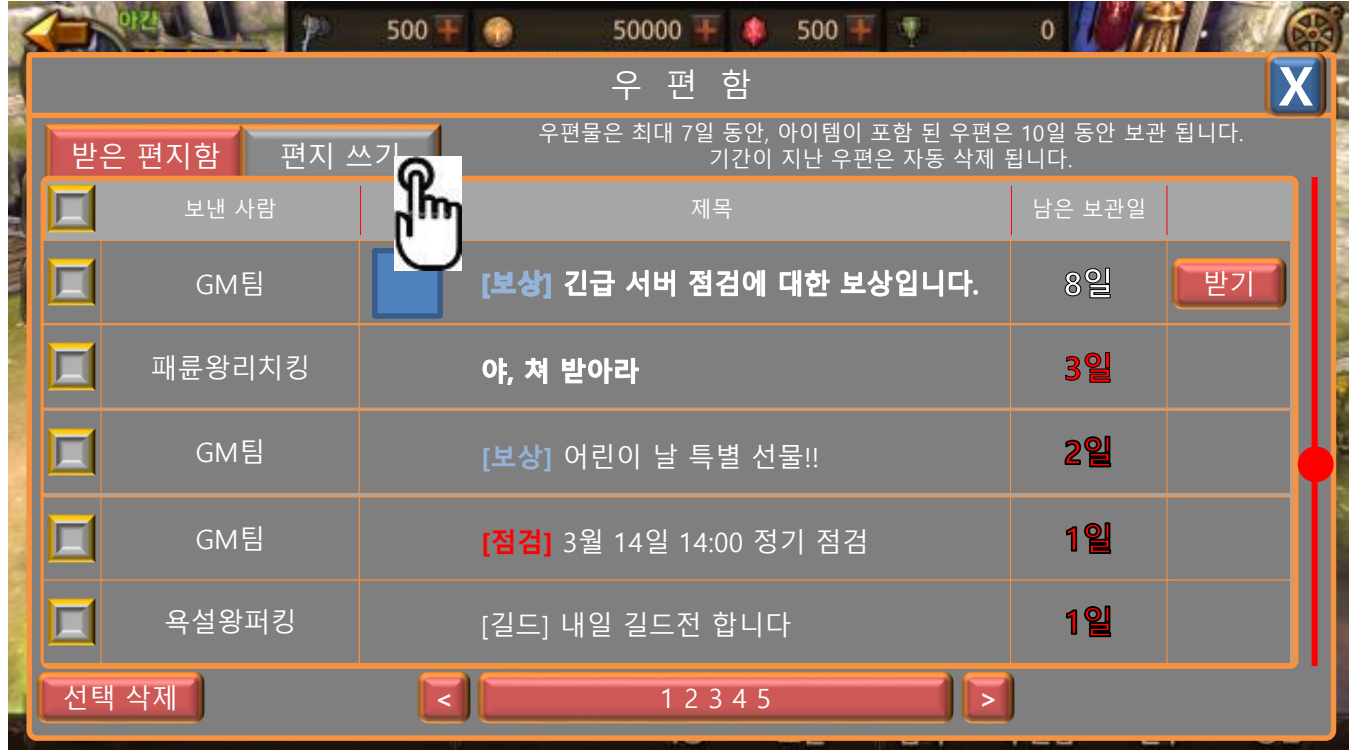 야간
500 + 50000 + 500 + 0
우 편 함
X
받은 편지함 편지 쓰기
우편물은 최대 7일 동안, 아이템이 포함 된 우편은 10일 동안 보관 됩니다.
기간이 지난 우편은 자동 삭제 됩니다.
보낸 사람 제목 남은 보관일
GM팀 [보상] 긴급 서버 점검에 대한 보상입니다. 8일 받기
패륜왕리치킹 야, 쳐 받아라 3일
GM팀 [보상] 어린이 날 특별 선물!! 2일
GM팀 [점검] 3월 14일 14:00 정기 점검 1일
욕설왕퍼킹 [길드] 내일 길드전 합니다 1일
선택 삭제 < 1 2 3 4 5 >